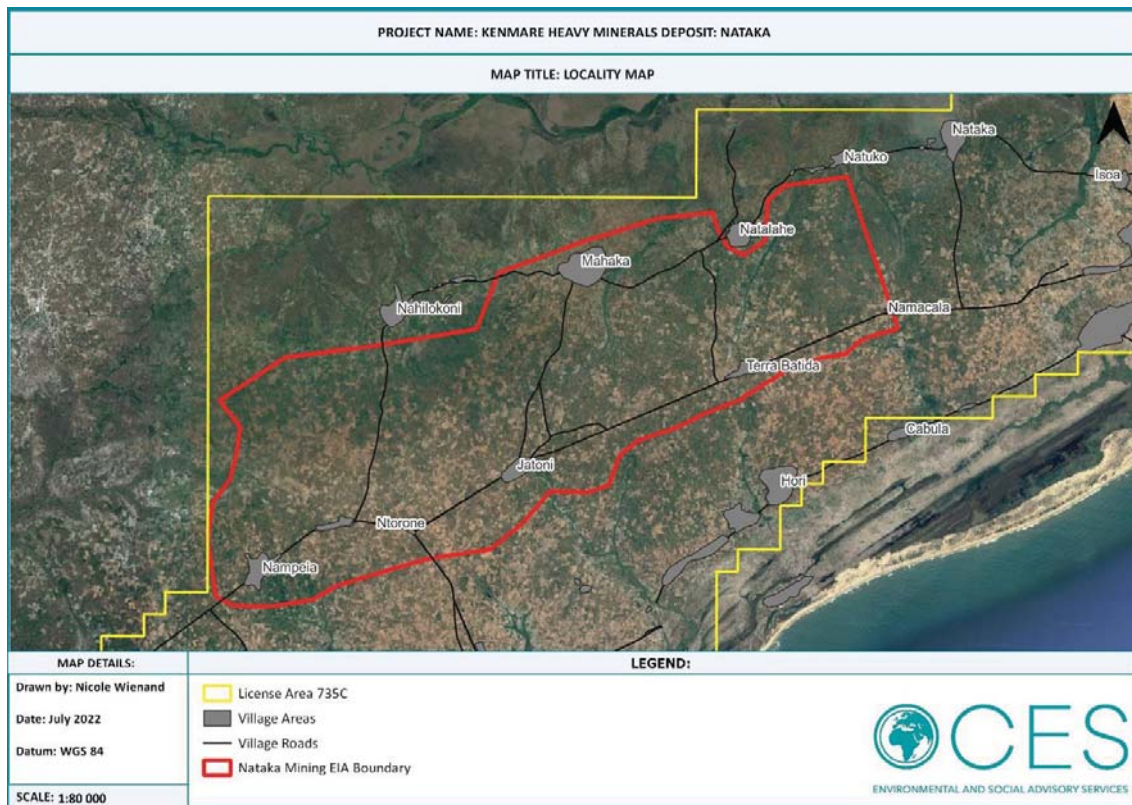 PROJECT NAME: KENMARE HEAVY MINERALS DEPOSIT: NATAKA
MAP TITLE: LOCALITY MAP
Nataka
Natuko
Isoa
Natalahe
Mahaka
Nahilokoni
Namacala
Terra Batida
Cabula
Jatoni
Hori
Ntorone
Nampeia
MAP DETAILS:
Drawn by: Nicole Wienand
Date: July 2022
Datum: WGS 84
SCALE: 1:80 000
LEGEND:
License Area 735C
Village Areas
Village Roads
Nataka Mining EIA Boundary
CES
ENVIRONMENTAL AND SOCIAL ADVISORY SERVICES